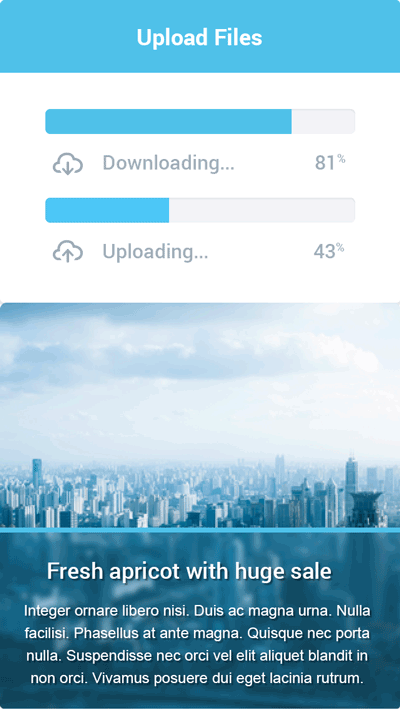 Upload Files
Downloading... 81%
Uploading... 43%
Fresh apricot with huge sale
Integer ornare libero nisi. Duis ac magna urna. Nulla
facilisi. Phasellus at ante magna. Quisque nec porta
nulla. Suspendisse nec orci vel elit aliquet blandit in
non orci. Vivamus posuere dui eget lacinia rutrum.